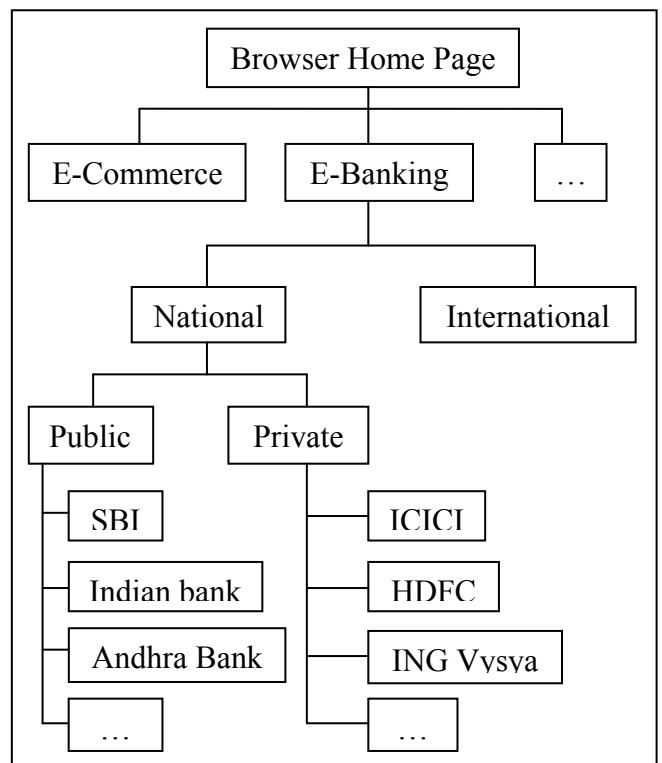 Browser Home Page
E-Commerce
E-Banking
…
National
International
Public
Private
SBI
ICICI
Indian bank
HDFC
Andhra Bank
ING Vysya
…
…